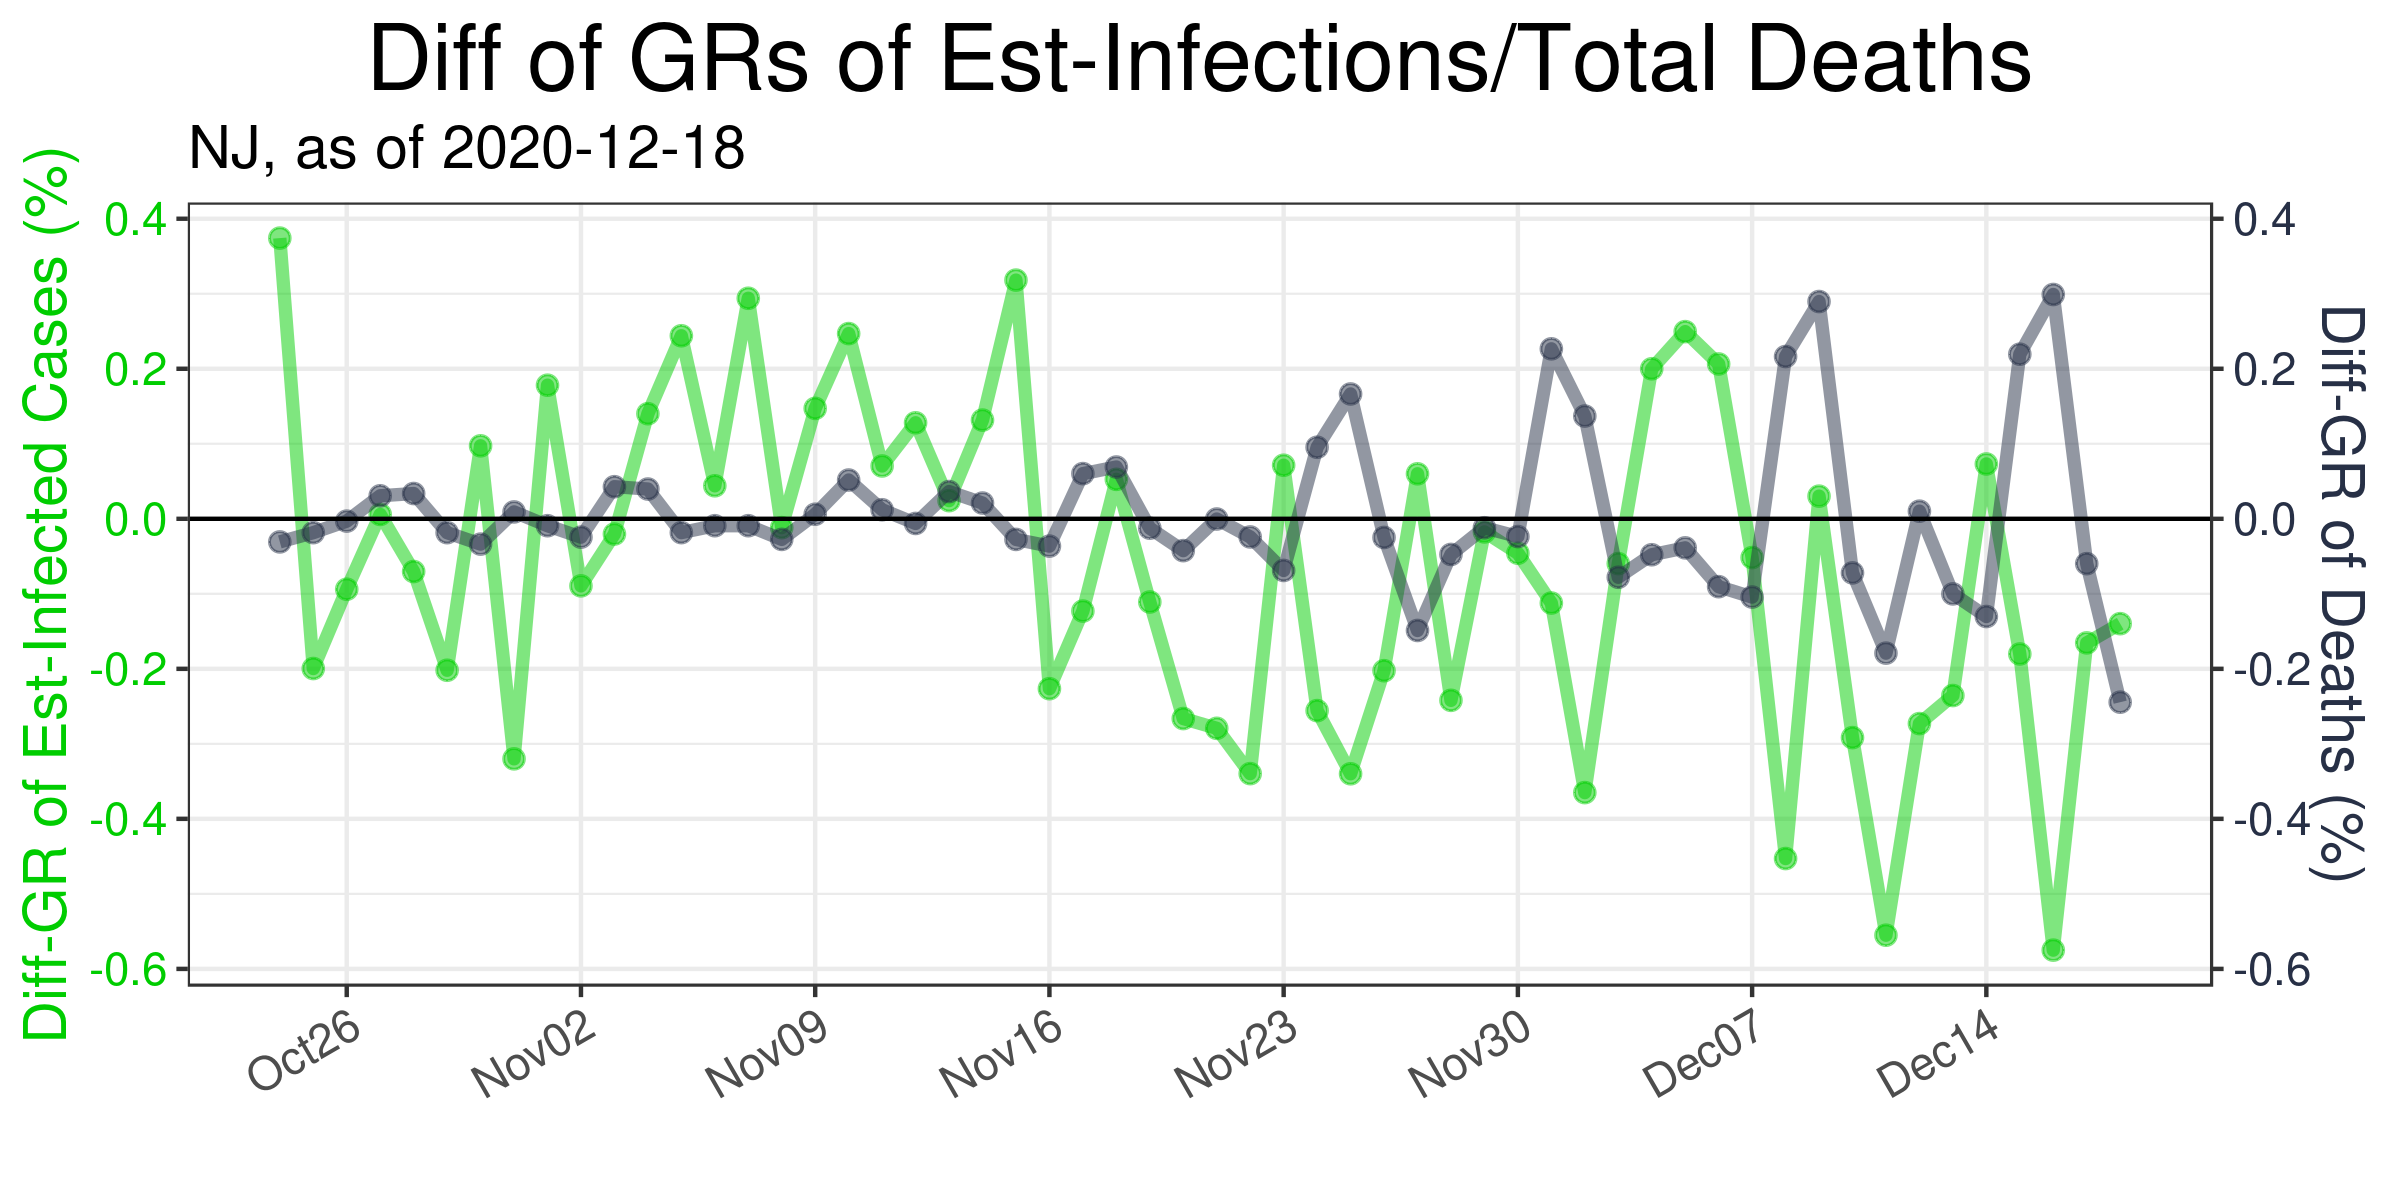 Diff of GRs of Est-Infections/Total Deaths
NJ, as of 2020-12-18
Diff-GR of Est-Infected Cases (%)
0.4
0.2
0.0
-0.2
-0.4
-0.6
0.4
0.2
0.0
-0.2
-0.4
-0.6
Diff-GR of Deaths (%)
Oct26
Nov02
Nov09
Nov16
Nov23
Nov30
Dec07
Dec14